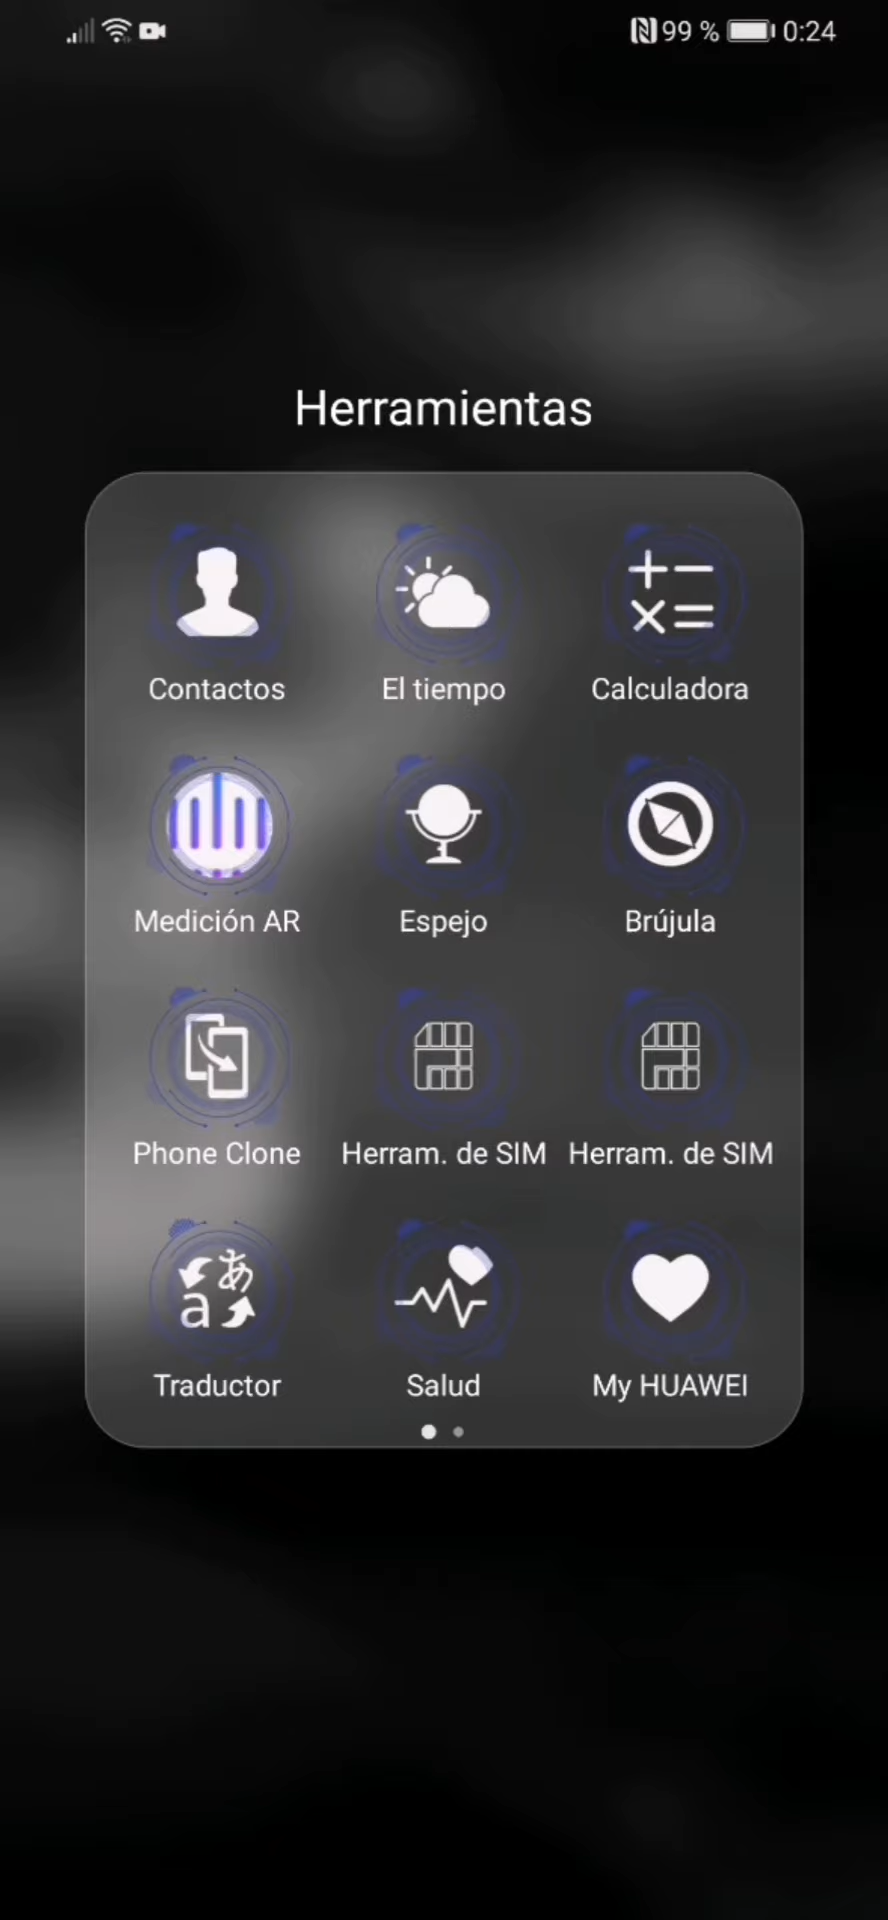 99 % 0:24
Herramientas
Contactos El tiempo Calculadora
Medición AR Espejo Brújula
Phone Clone Herram. de SIM Herram. de SIM
あ
a
Traductor Salud My HUAWEI